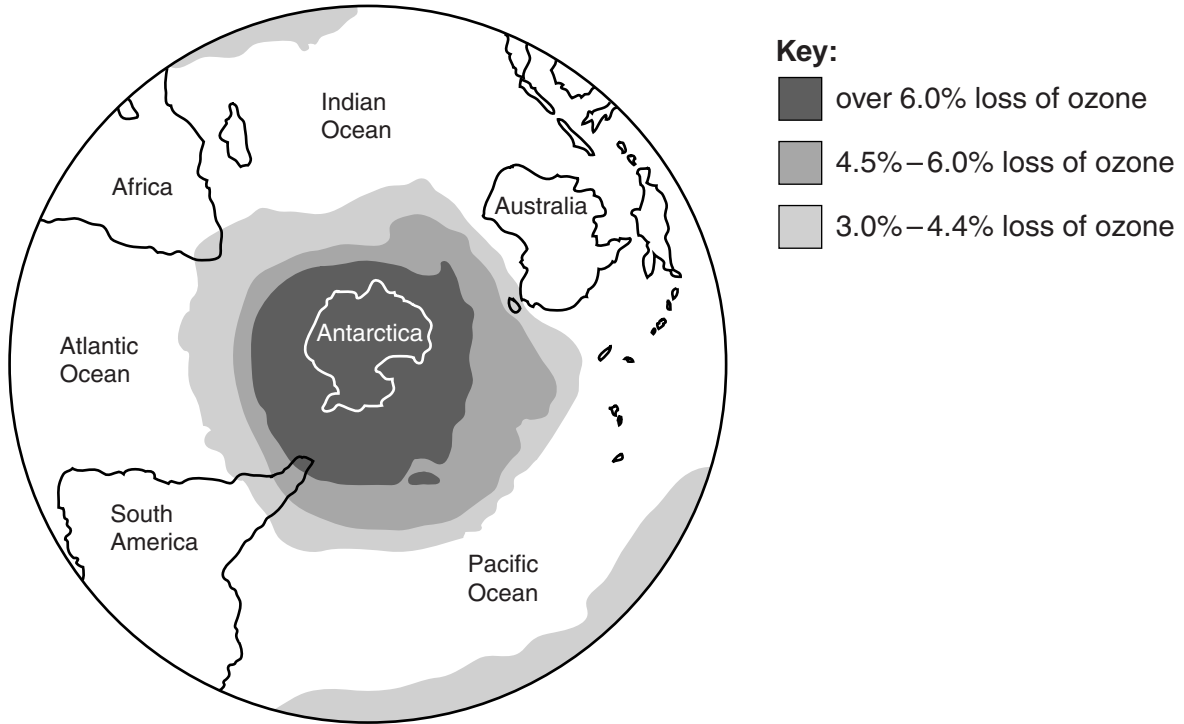 Key:
over 6.0% loss of ozone
4.5%–6.0% loss of ozone
3.0%–4.4% loss of ozone
Indian
Ocean
Africa
Australia
Antarctica
Atlantic
Ocean
South
America
Pacific
Ocean